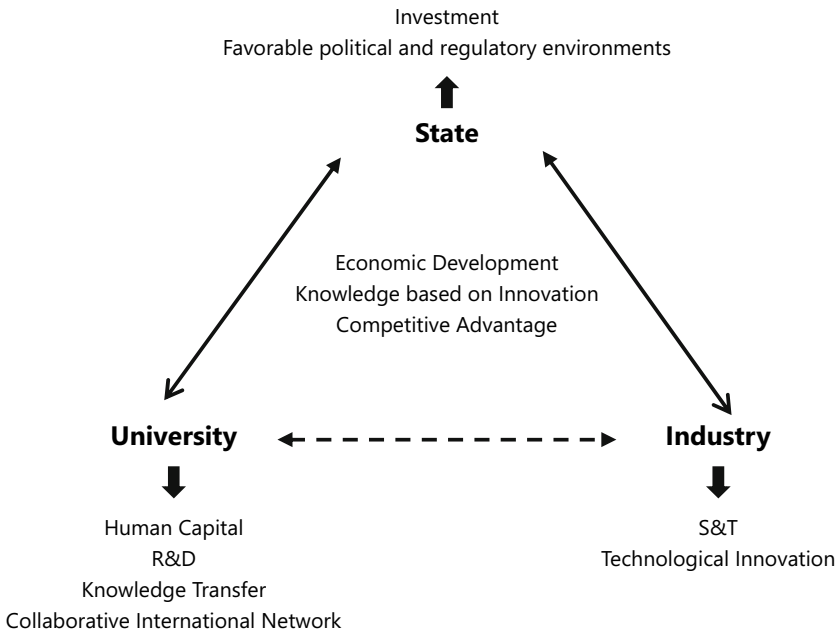 Investment
Favorable political and regulatory environments
State
Economic Development
Knowledge based on Innovation
Competitive Advantage
University
Industry
Human Capital
R&D
Knowledge Transfer
Collaborative International Network
S&T
Technological Innovation